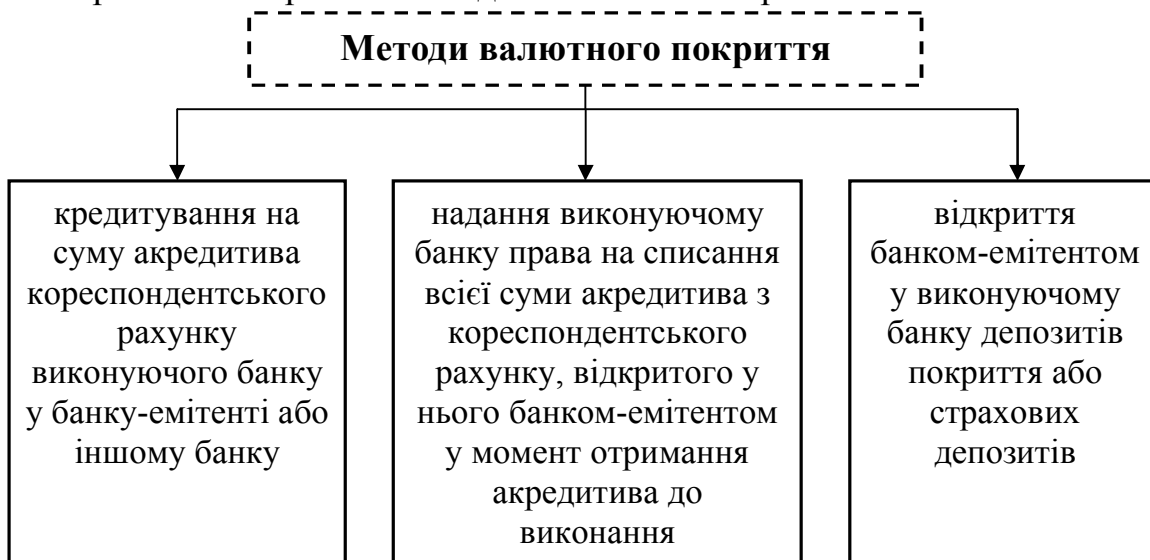 Методи валютного покриття
кредитування на
суму акредитива
кореспондентського
рахунку
виконуючого банку
у банку-емітенті або
іншому банку
надання виконуючому
банку права на списання
всієї суми акредитива з
кореспондентського
рахунку, відкритого у
нього банком-емітентом
у момент отримання
акредитива до
виконання
відкриття
банком-емітентом
у виконуючому
банку депозитів
покриття або
страхових
депозитів